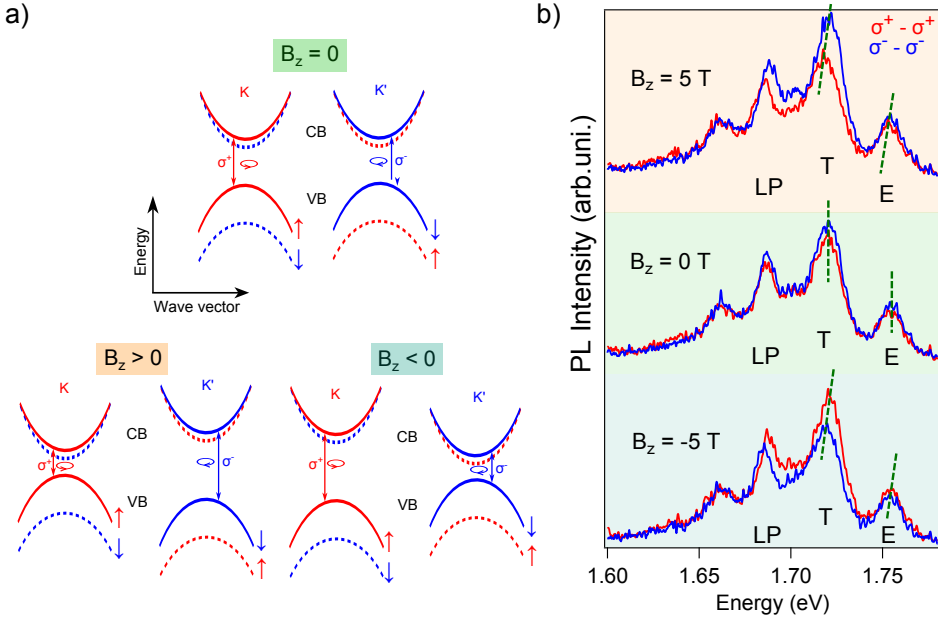 a)
B_z = 0
K
K'
CB
σ⁺
σ⁻
VB
↑
↓
↓
↑
Energy
Wave vector
B_z > 0
B_z < 0
K
K'
K
K'
CB
CB
σ⁺
σ⁻
σ⁺
σ⁻
VB
VB
↑
↓
↓
↑
↑
↓
↓
↑
b)
σ⁺ - σ⁺
σ⁻ - σ⁻
B_z = 5 T
LP
T
E
B_z = 0 T
LP
T
E
B_z = -5 T
LP
T
E
PL Intensity (arb.uni.)
1.60
1.65
1.70
1.75
Energy (eV)